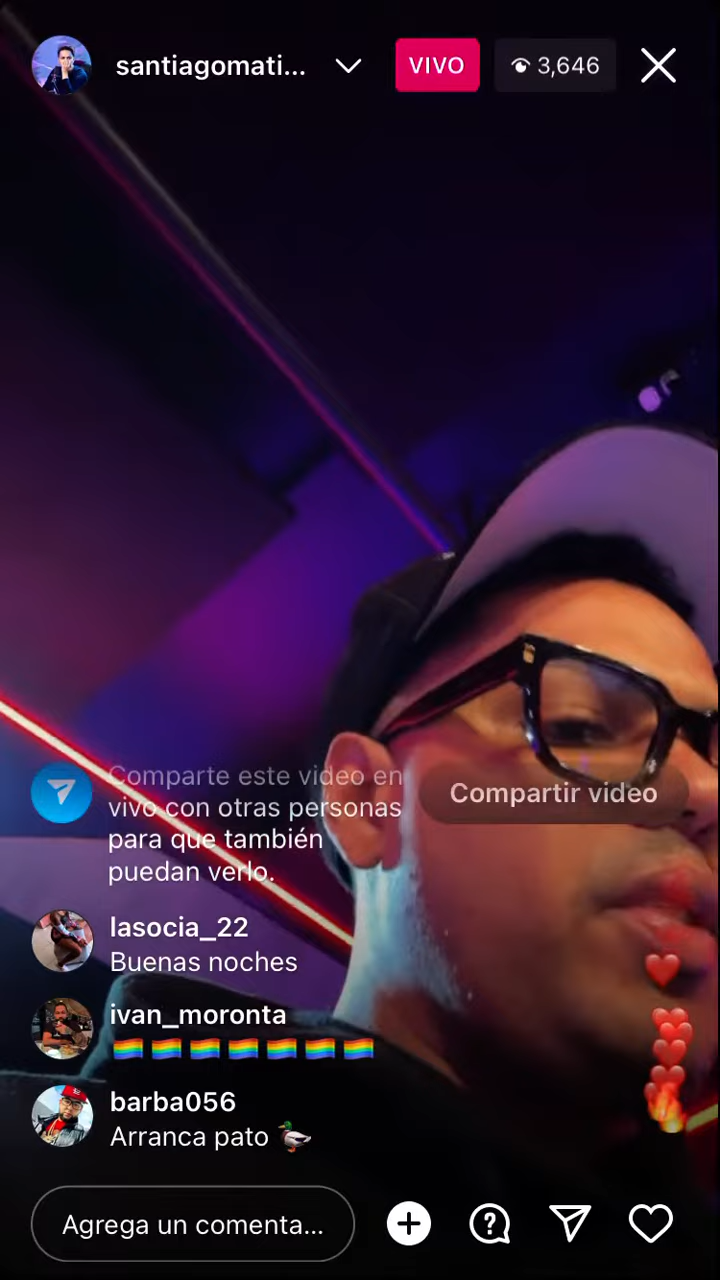 santiagomati...
VIVO
3,646
Comparte este video en
vivo con otras personas
para que también
puedan verlo.
Compartir video
lasocia_22
Buenas noches
ivan_moronta
🏳️‍🌈🏳️‍🌈🏳️‍🌈🏳️‍🌈🏳️‍🌈🏳️‍🌈🏳️‍🌈
barba056
Arranca pato 🦆
Agrega un comenta...